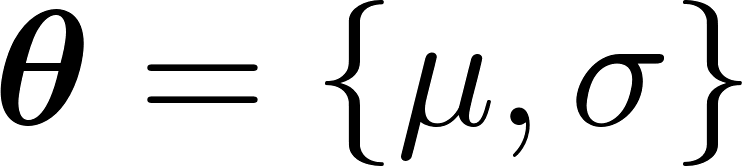 θ = {μ, σ}